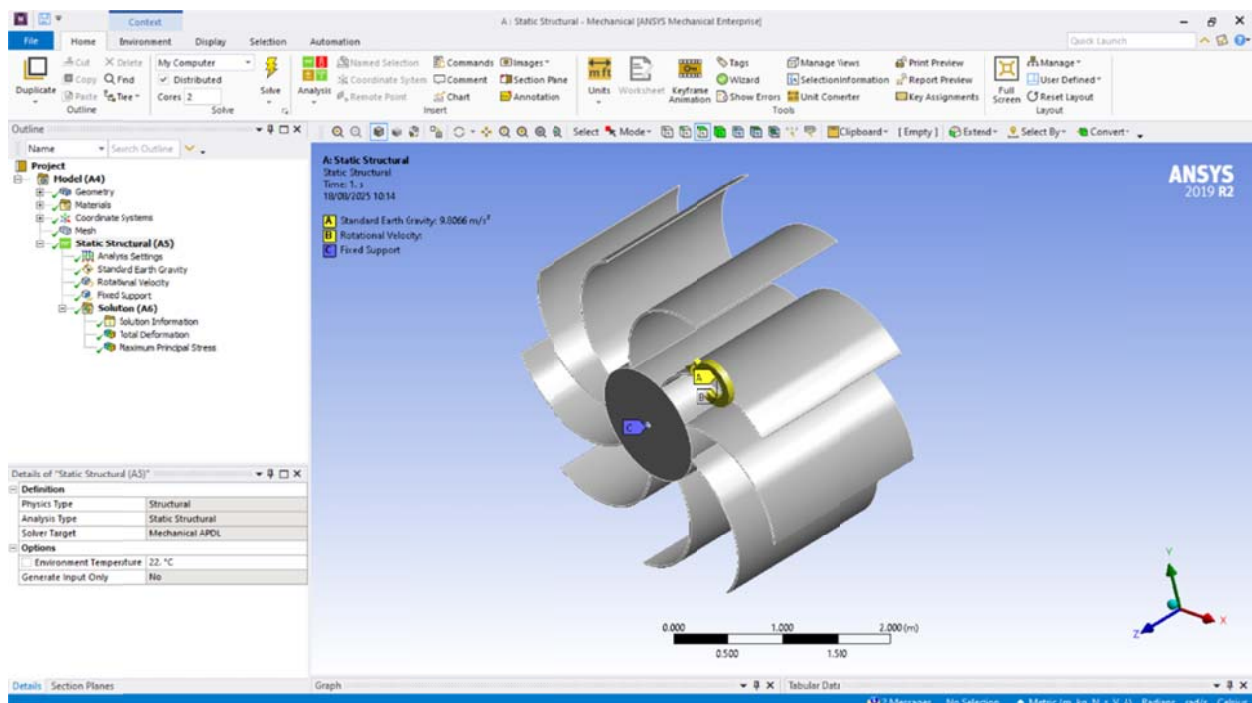 Context
A : Static Structural - Mechanical [ANSYS Mechanical Enterprise]
File Home Environment Display Selection Automation
Quick Launch
Duplicate
Cut
Copy
Paste
Delete
Find
Tree
Outline
My Computer
Distributed
Cores 2
Solve
Solve
Analysis
Named Selection
Coordinate System
Remote Point
Commands
Comment
Chart
Images
Section Plane
Annotation
Insert
Units
Worksheet
Keyframe Animation
Tags
Wizard
Show Errors
Manage Views
SelectionInformation
Unit Converter
Print Preview
Report Preview
Key Assignments
Tools
Full Screen
Manage
User Defined
Reset Layout
Layout
Outline
Name Search Outline
Select Mode Clipboard [Empty] Extend Select By Convert
Project
Model (A4)
Geometry
Materials
Coordinate Systems
Mesh
Static Structural (A5)
Analysis Settings
Standard Earth Gravity
Rotational Velocity
Fixed Support
Solution (A6)
Solution Information
Total Deformation
Maximum Principal Stress
A: Static Structural
Static Structural
Time: 1. s
18/08/2025 10:14
A Standard Earth Gravity: 9.8066 m/s²
B Rotational Velocity:
C Fixed Support
ANSYS
2019 R2
A
B
C
Details of "Static Structural (A5)"
Definition
Physics Type Structural
Analysis Type Static Structural
Solver Target Mechanical APDL
Options
Environment Temperature 22. °C
Generate Input Only No
0.000 1.000 2.000 (m)
0.500
Y
X
Z
Details Section Planes
Graph
Tabular Data
Messages No Selection Metric (m, kg, N, s, V, A) Radians rad/s Celsius